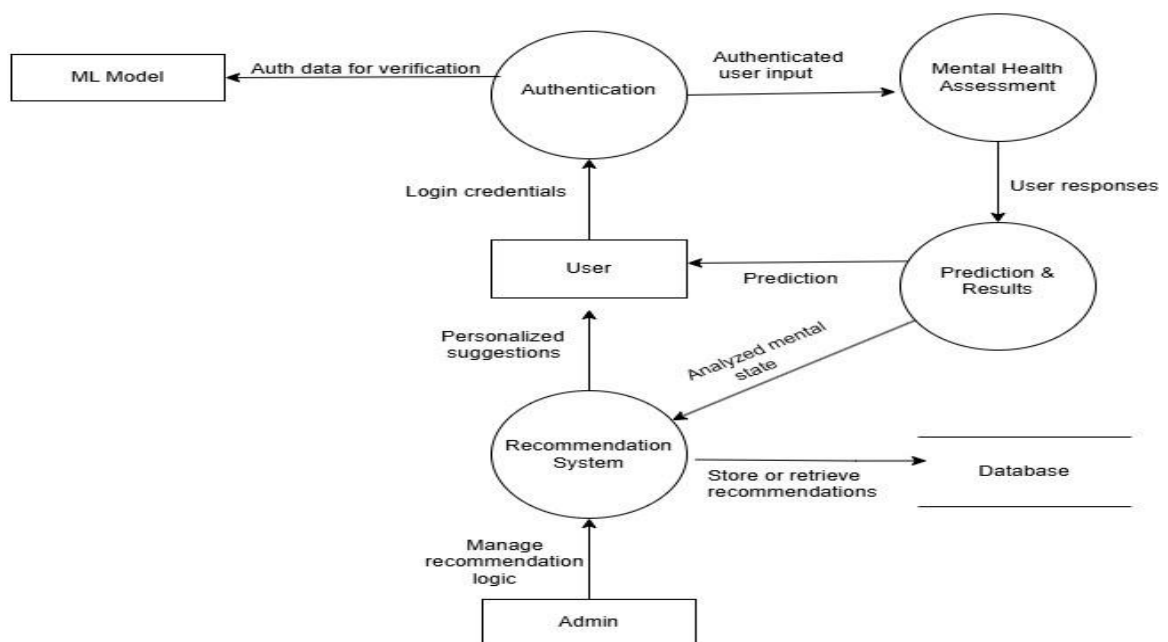 ML Model
Auth data for verification
Authentication
Authenticated
user input
Mental Health
Assessment
Login credentials
User responses
User
Prediction
Prediction &
Results
Personalized
suggestions
Analyzed mental
state
Recommendation
System
Store or retrieve
recommendations
Database
Manage
recommendation
logic
Admin